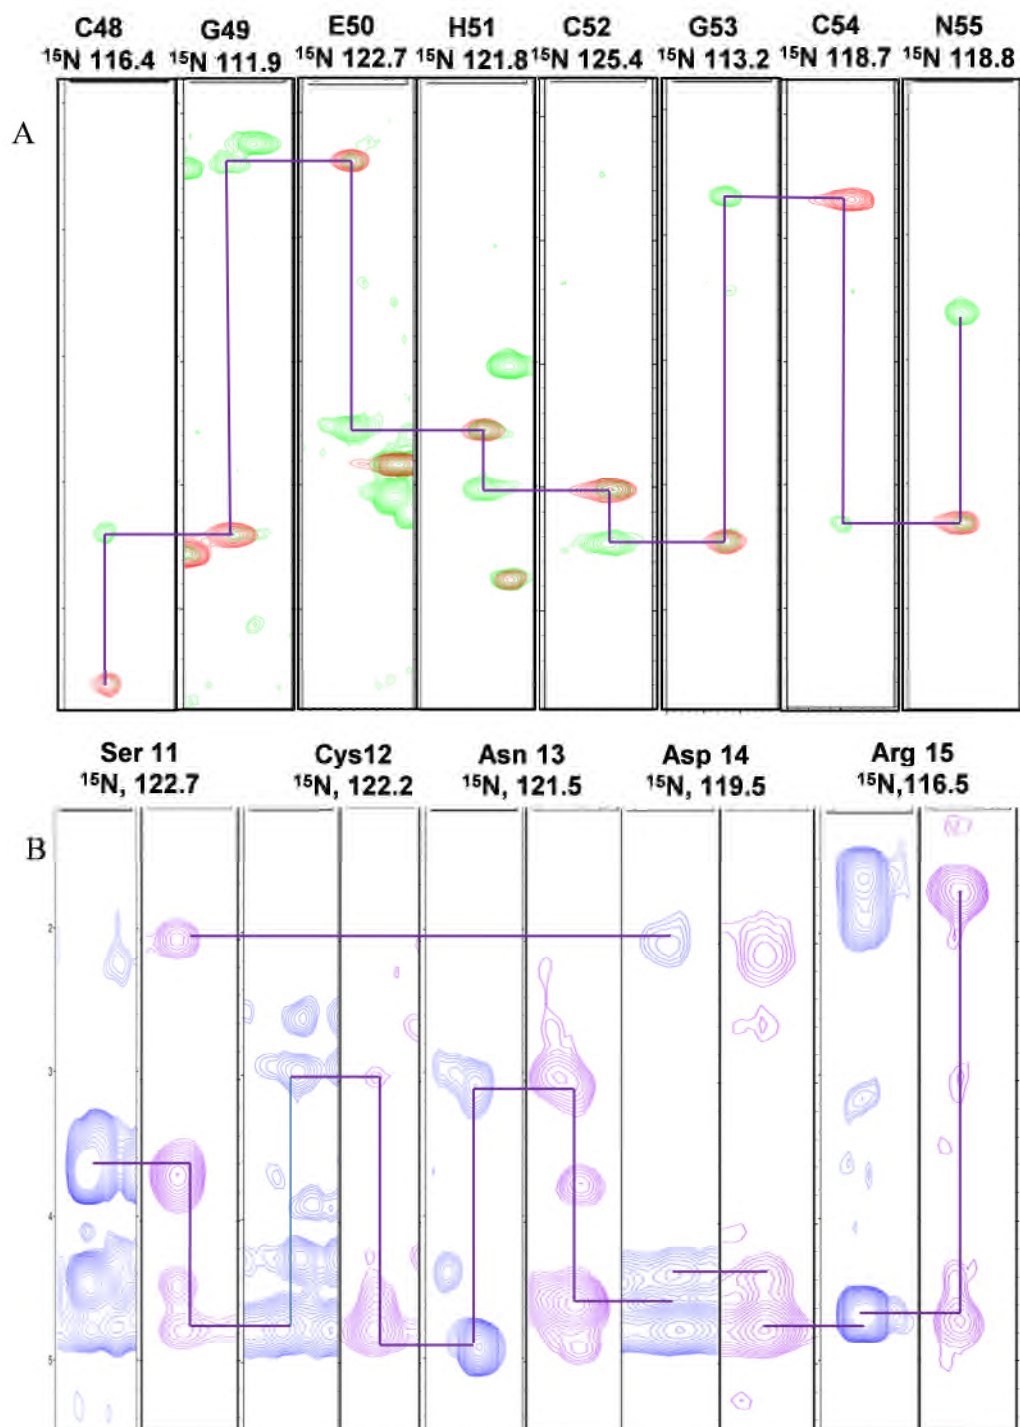 C48 G49 E50 H51 C52 G53 C54 N55
¹⁵N 116.4 ¹⁵N 111.9 ¹⁵N 122.7 ¹⁵N 121.8 ¹⁵N 125.4 ¹⁵N 113.2 ¹⁵N 118.7 ¹⁵N 118.8
A
Ser 11 Cys12 Asn 13 Asp 14 Arg 15
¹⁵N, 122.7 ¹⁵N, 122.2 ¹⁵N, 121.5 ¹⁵N, 119.5 ¹⁵N,116.5
B
2
3
4
5